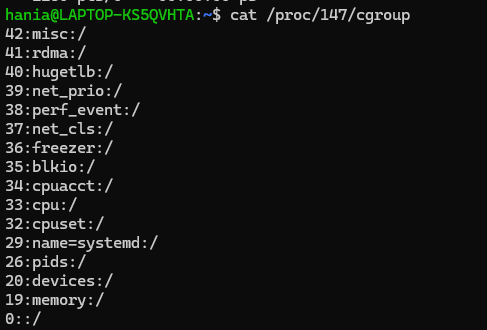 hania@LAPTOP-KS5QVHTA:~$ cat /proc/147/cgroup
42:misc:/
41:rdma:/
40:hugetlb:/
39:net_prio:/
38:perf_event:/
37:net_cls:/
36:freezer:/
35:blkio:/
34:cpuacct:/
33:cpu:/
32:cpuset:/
29:name=systemd:/
26:pids:/
20:devices:/
19:memory:/
0::/